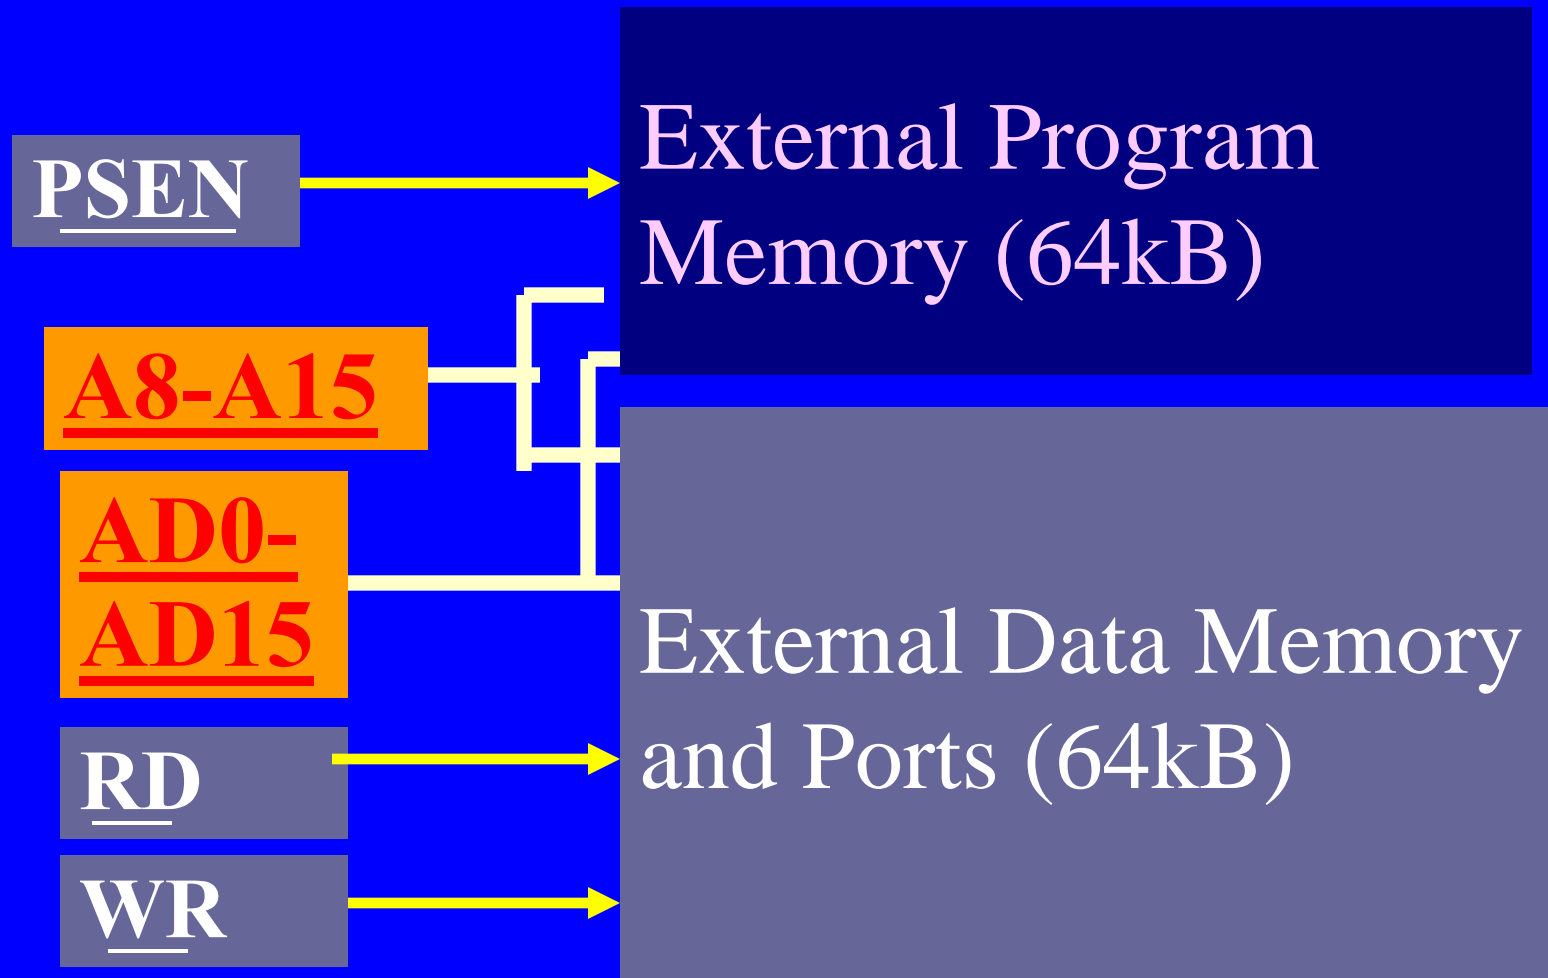 External Program
Memory (64kB)
PSEN
A8-A15
AD0-
AD15
External Data Memory
and Ports (64kB)
RD
WR